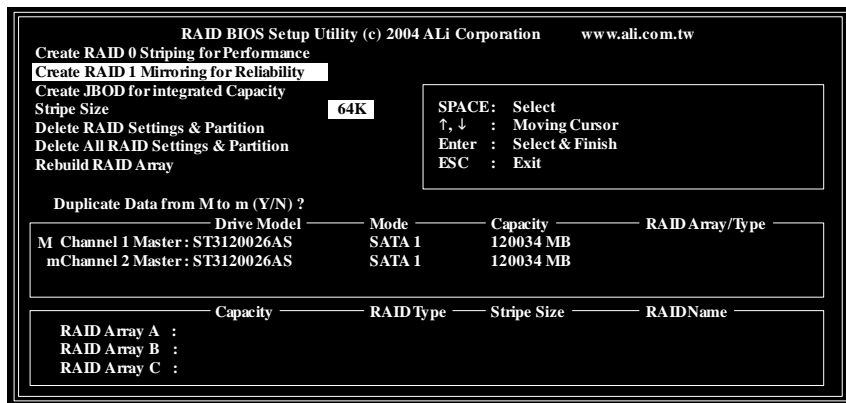 RAID BIOS Setup Utility (c) 2004 ALi Corporation www.ali.com.tw
Create RAID 0 Striping for Performance
Create RAID 1 Mirroring for Reliability
Create JBOD for integrated Capacity
Stripe Size 64K
Delete RAID Settings & Partition
Delete All RAID Settings & Partition
Rebuild RAID Array
SPACE : Select
↑, ↓ : Moving Cursor
Enter : Select & Finish
ESC : Exit
Duplicate Data from M to m (Y/N) ?
Drive Model Mode Capacity RAID Array/Type
M Channel 1 Master : ST3120026AS SATA 1 120034 MB
mChannel 2 Master : ST3120026AS SATA 1 120034 MB
Capacity RAID Type Stripe Size RAIDName
RAID Array A :
RAID Array B :
RAID Array C :